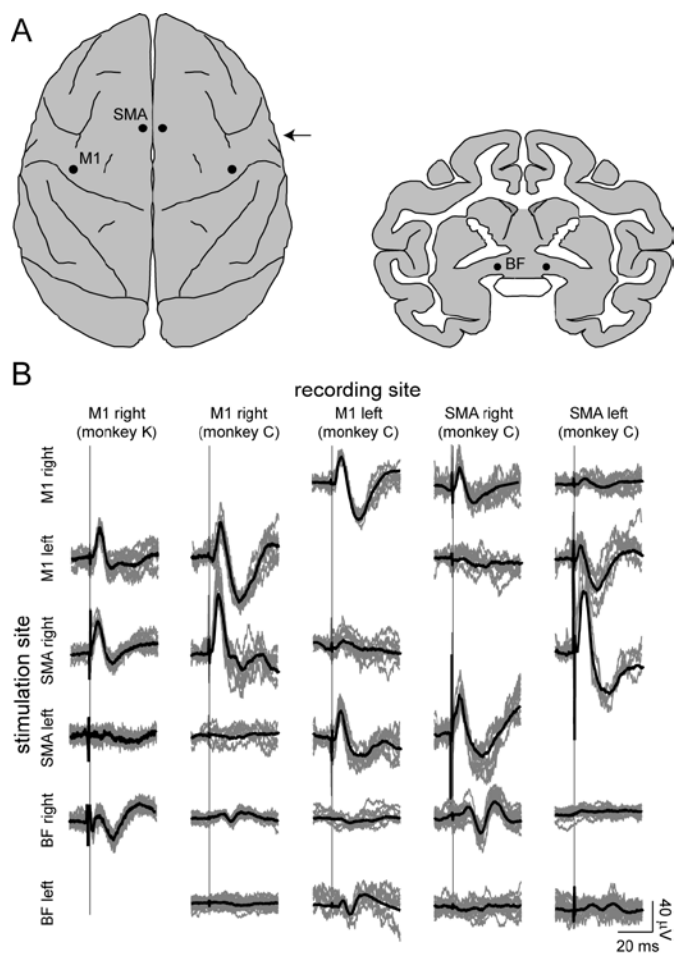 A
SMA
M1
BF
B
recording site
M1 right
(monkey K)
M1 right
(monkey C)
M1 left
(monkey C)
SMA right
(monkey C)
SMA left
(monkey C)
stimulation site
M1 right
M1 left
SMA right
SMA left
BF right
BF left
40 µV
20 ms